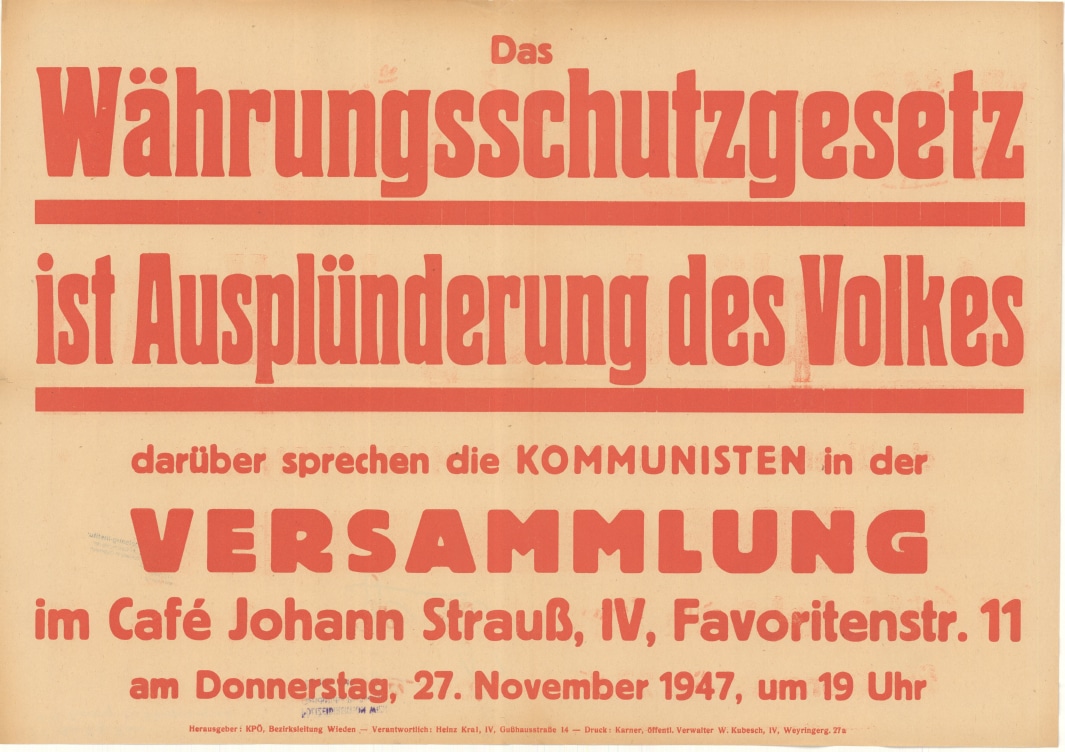 Das
Währungsschutzgesetz
ist Ausplünderung des Volkes
darüber sprechen die KOMMUNISTEN in der
VERSAMMLUNG
im Café Johann Strauß, IV, Favoritenstr. 11
am Donnerstag, 27. November 1947, um 19 Uhr
Herausgeber: KPÖ, Bezirksleitung Wieden — Verantwortlich: Heinz Kral, IV, Gußhausstraße 14 — Druck: Karner, öffentl. Verwalter W. Kubesch, IV, Weyringerg. 27a